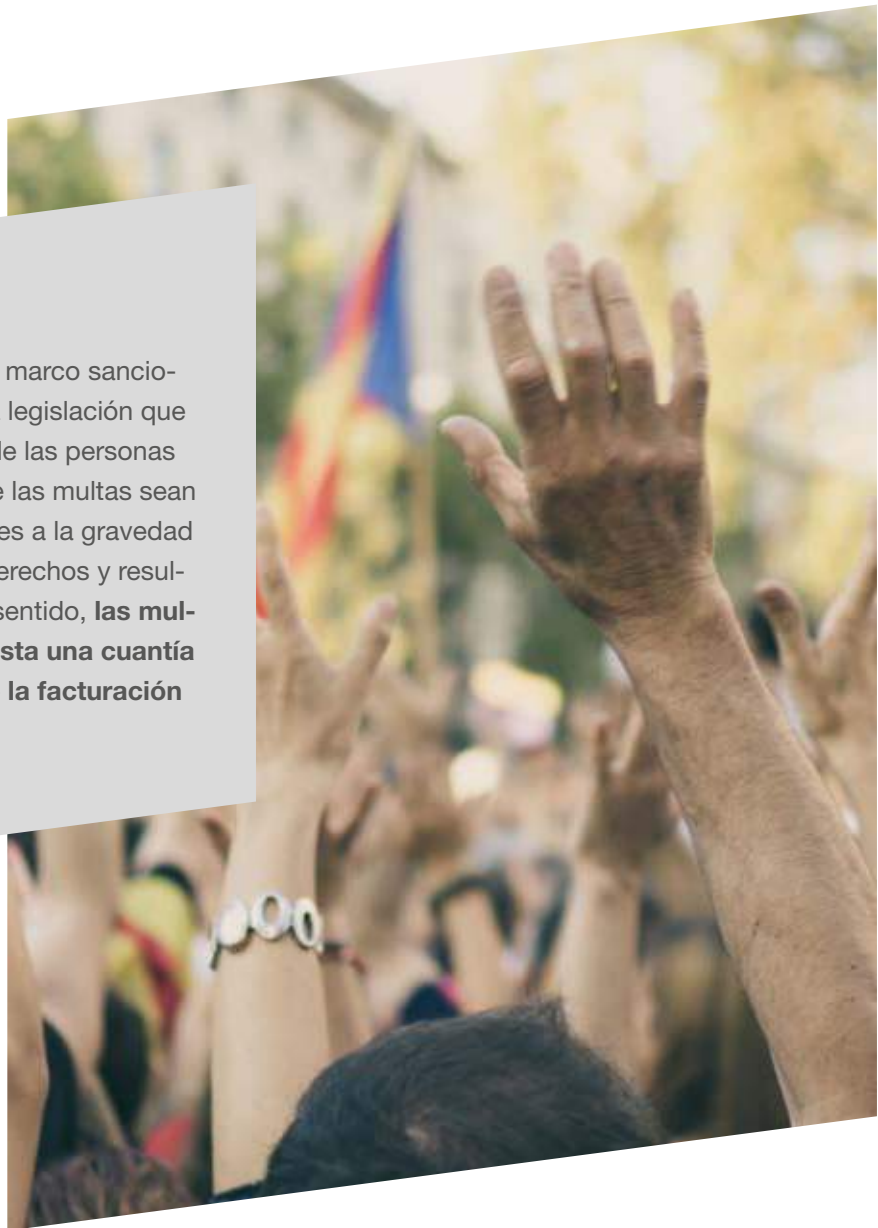 marco sancio-
legislación que
de las personas
las multas sean
es a la gravedad
erechos y resul-
sentido, las mul-
sta una cuantía
la facturación